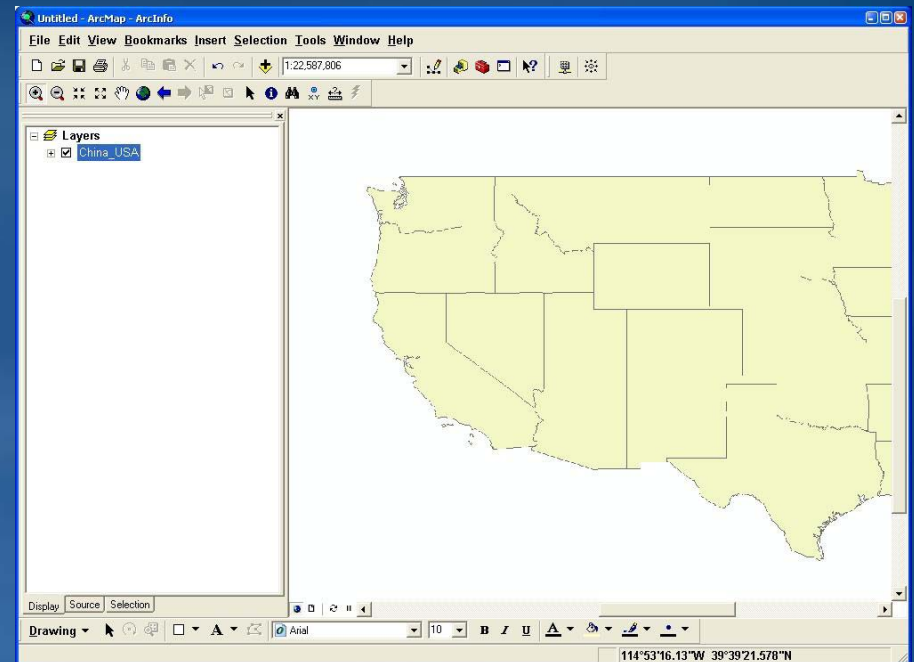 Untitled - ArcMap - ArcInfo
File Edit View Bookmarks Insert Selection Tools Window Help
1:22,587,806
Layers
China_USA
Display Source Selection
Drawing A Arial 10 B I U A
114°53'16.13"W 39°39'21.578"N